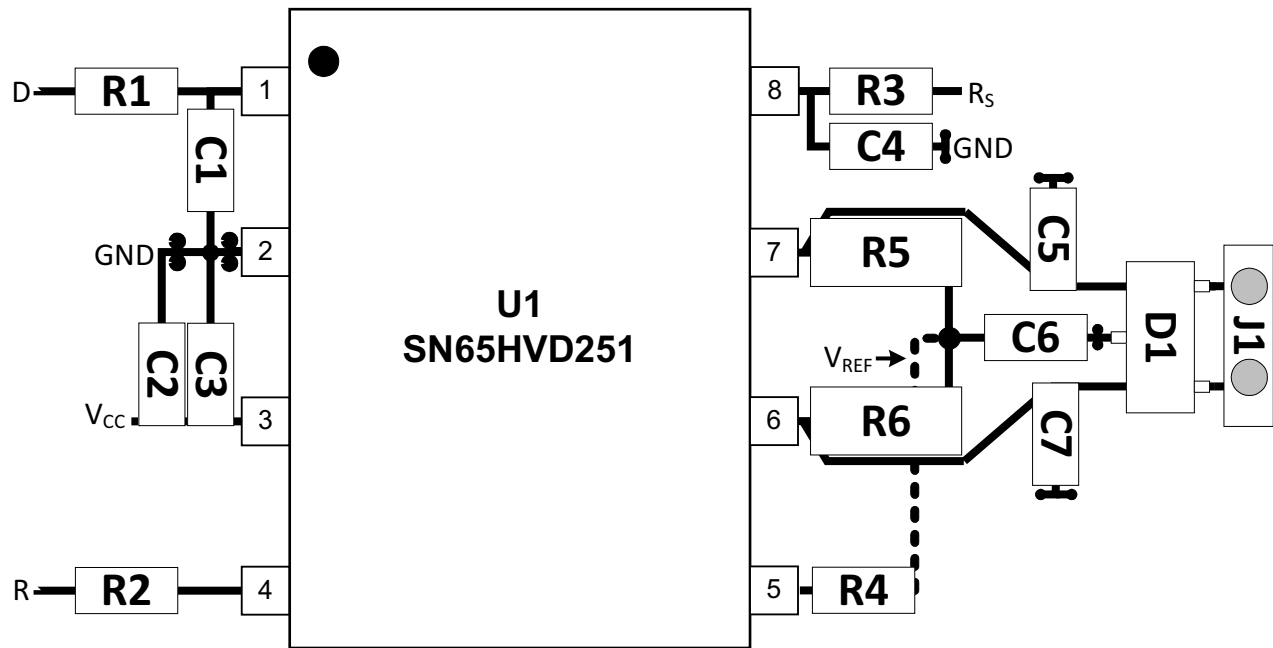 D
R1
1
8
R3
RS
C1
C4
GND
GND
2
7
R5
C5
U1
SN65HVD251
D1
J1
C2
C3
VREF
C6
VCC
3
6
R6
C7
R
R2
4
5
R4